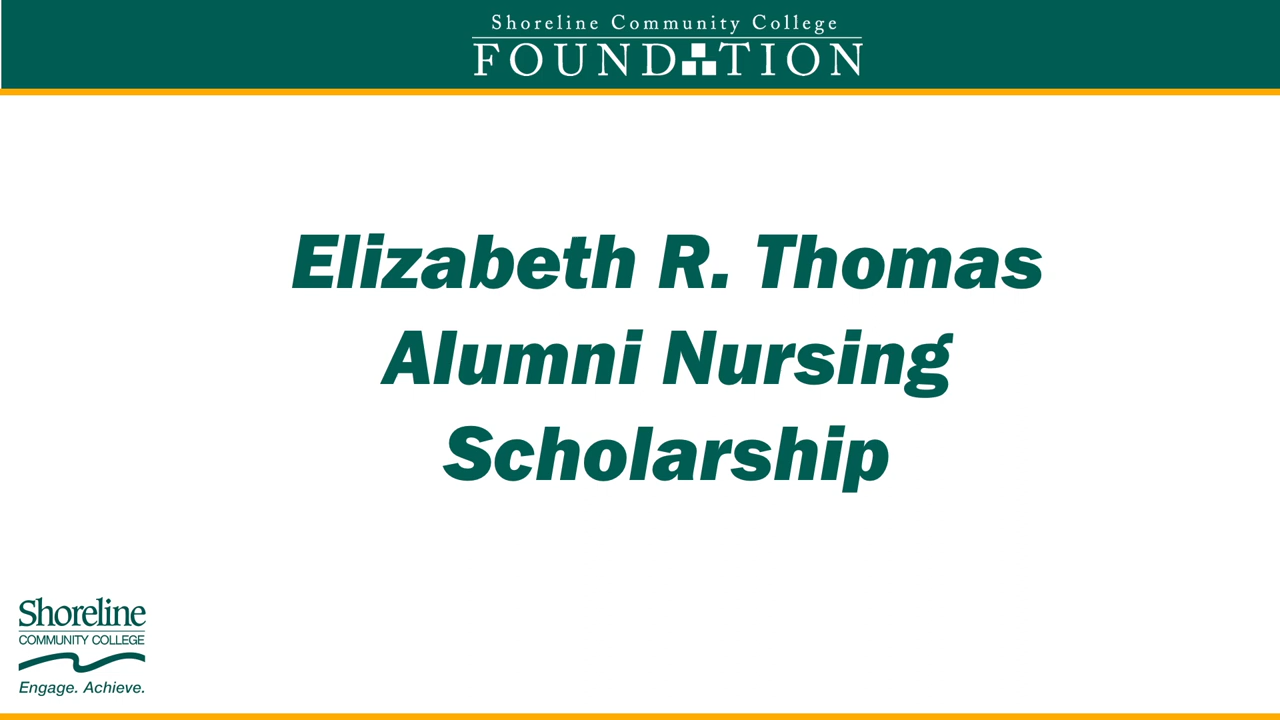 Shoreline Community College
FOUNDATION
Elizabeth R. Thomas
Alumni Nursing
Scholarship
Shoreline
COMMUNITY COLLEGE
Engage. Achieve.